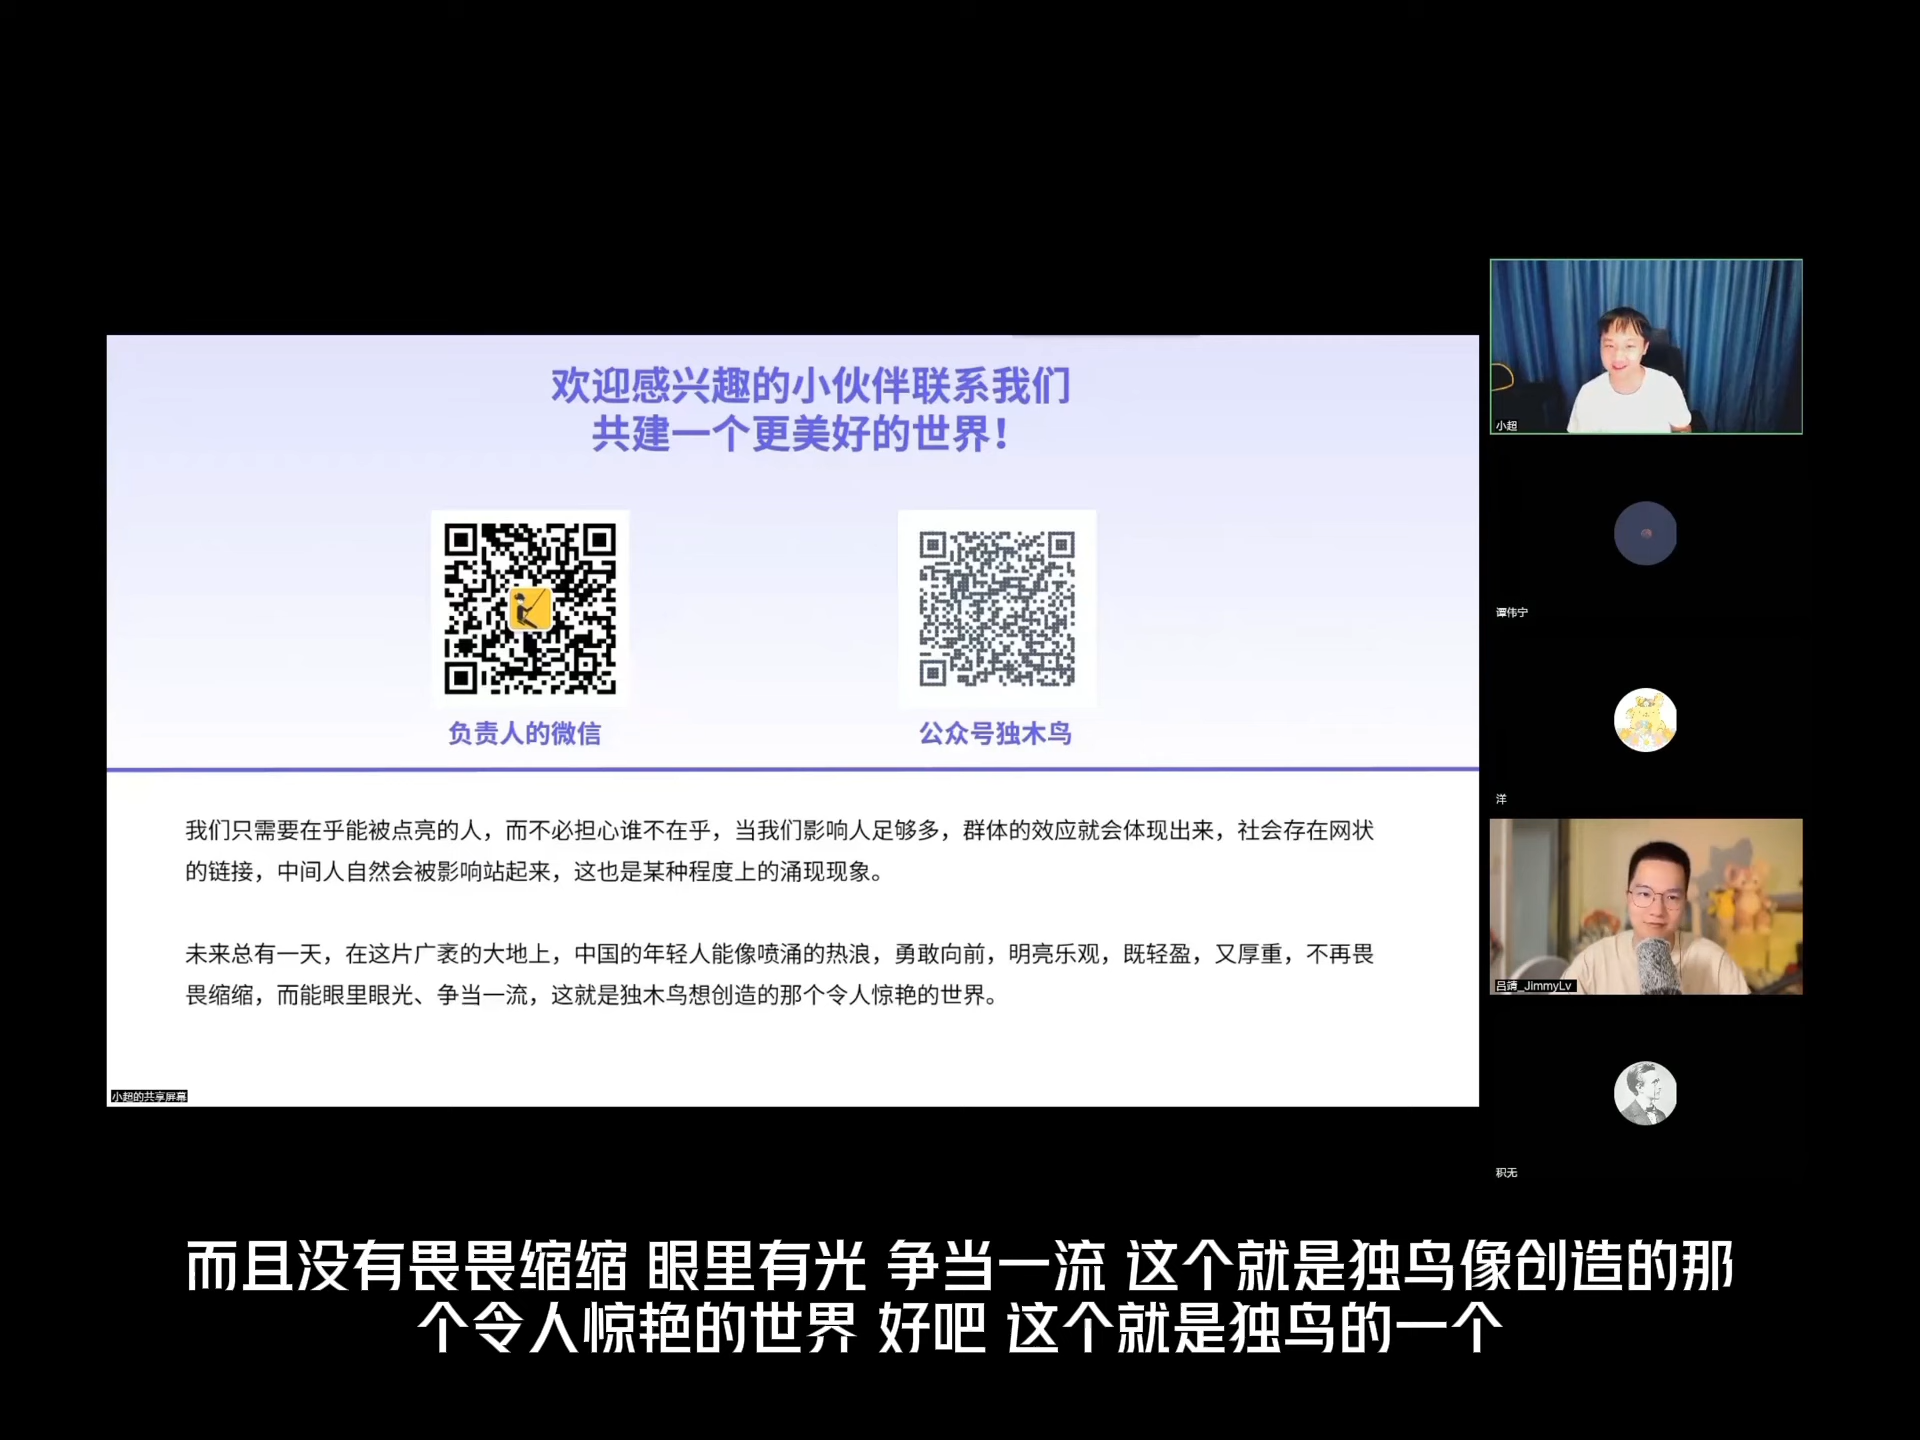 欢迎感兴趣的小伙伴联系我们
共建一个更美好的世界！
负责人的微信
公众号独木鸟
我们只需要在乎能被点亮的人，而不必担心谁不在乎，当我们影响人足够多，群体的效应就会体现出来，社会存在网状
的链接，中间人自然会被影响站起来，这也是某种程度上的涌现现象。
未来总有一天，在这片广袤的大地上，中国的年轻人能像喷涌的热浪，勇敢向前，明亮乐观，既轻盈，又厚重，不再畏
畏缩缩，而能眼里眼光、争当一流，这就是独木鸟想创造的那个令人惊艳的世界。
小超的共享屏幕
小超
谭伟宁
洋
吕靖_JimmyLv
积无
而且没有畏畏缩缩 眼里有光 争当一流 这个就是独鸟像创造的那
个令人惊艳的世界 好吧 这个就是独鸟的一个